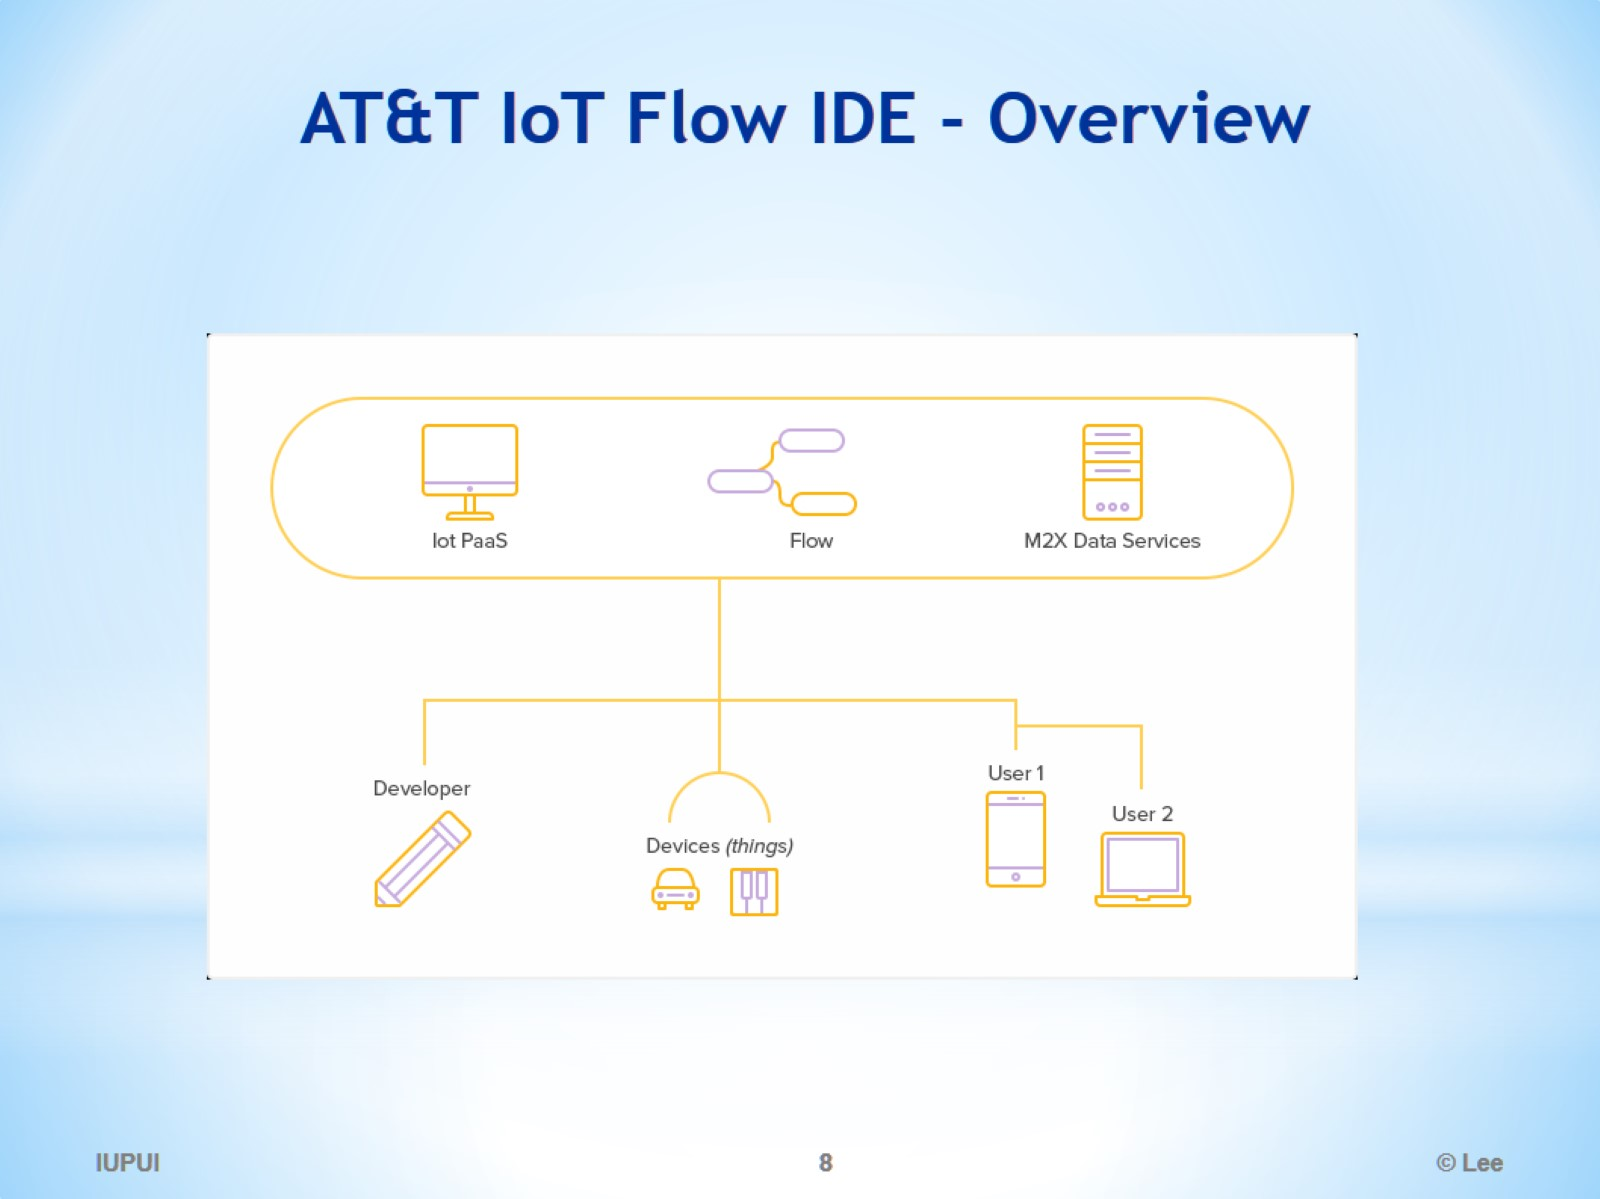 AT&T IoT Flow IDE - Overview
Iot PaaS
Flow
M2X Data Services
Developer
Devices (things)
User 1
User 2
IUPUI
8
© Lee